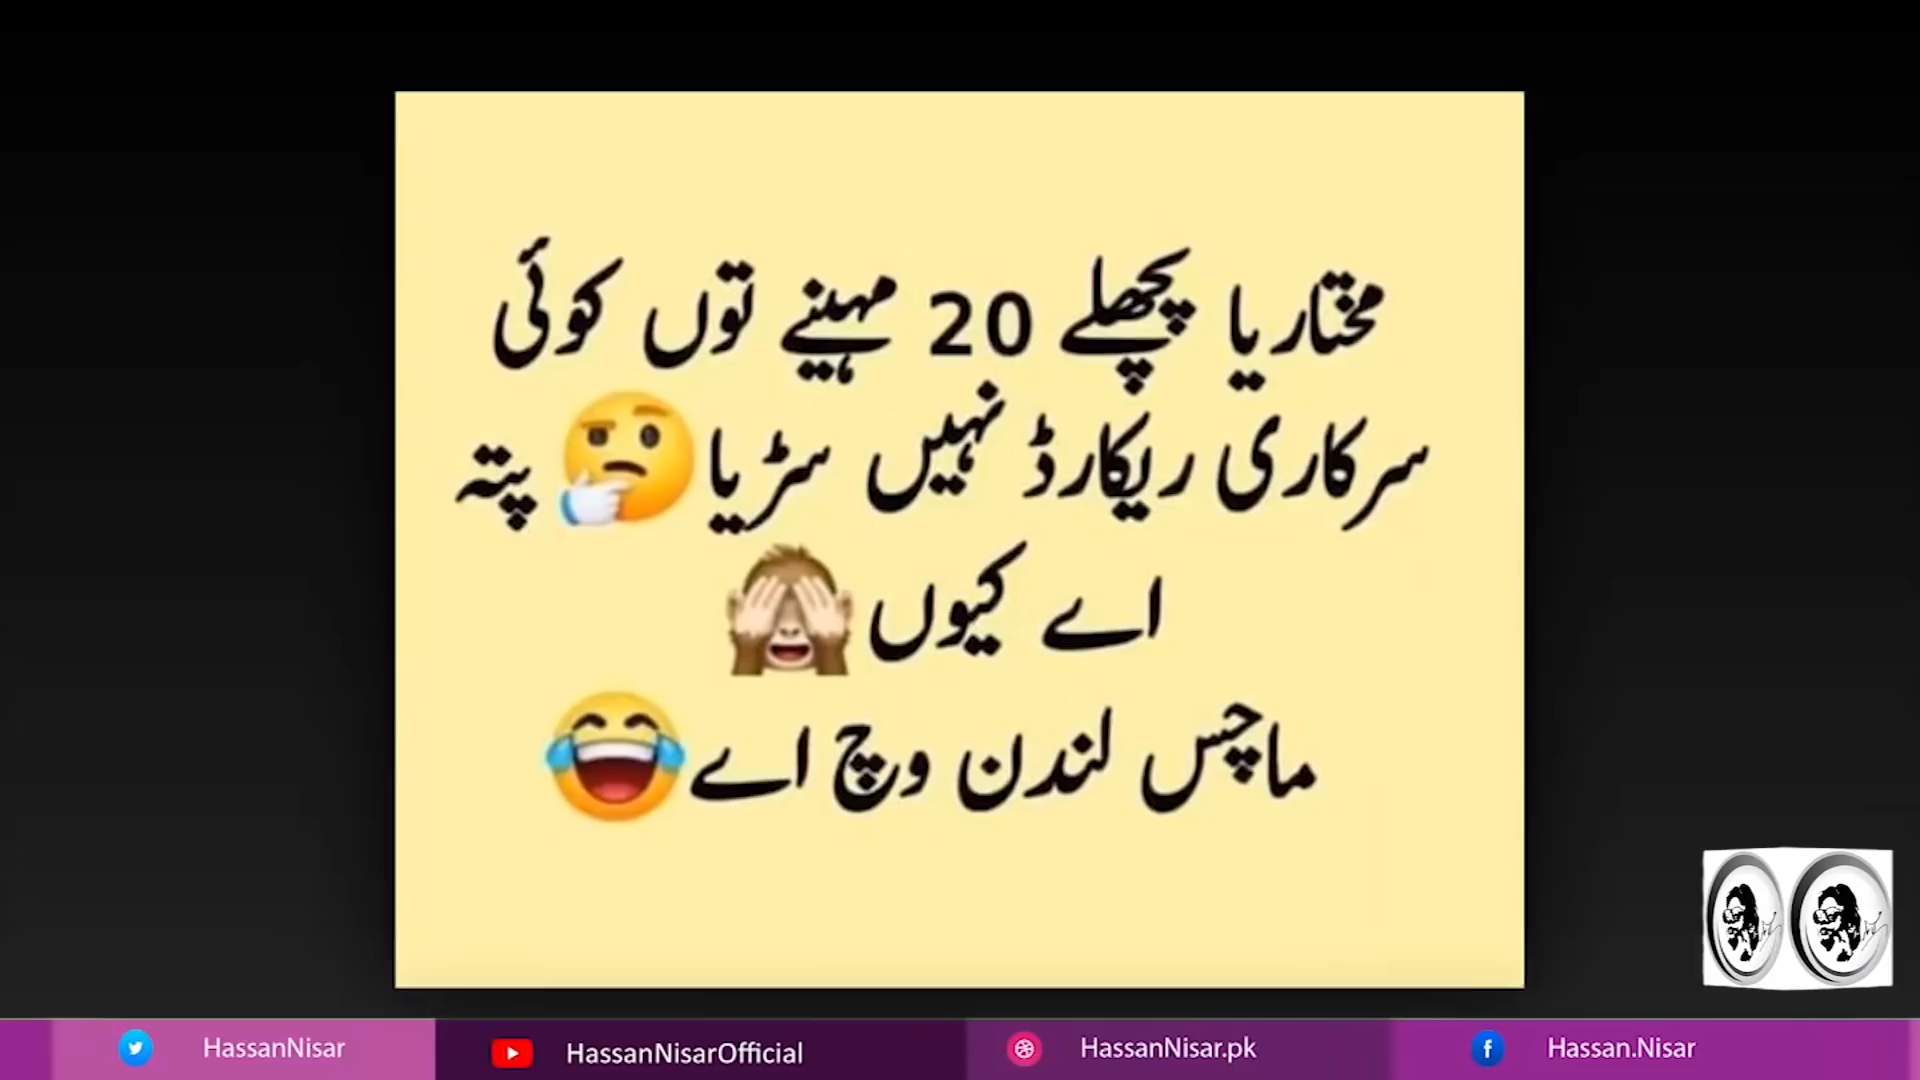 مختاریا پچھلے 20 مہینے توں کوئی
سرکاری ریکارڈ نہیں سڑیا🤔 پتہ
اے کیوں🙈
ماچس لندن وچ اے😂
HassanNisar
HassanNisarOfficial
HassanNisar.pk
Hassan.Nisar